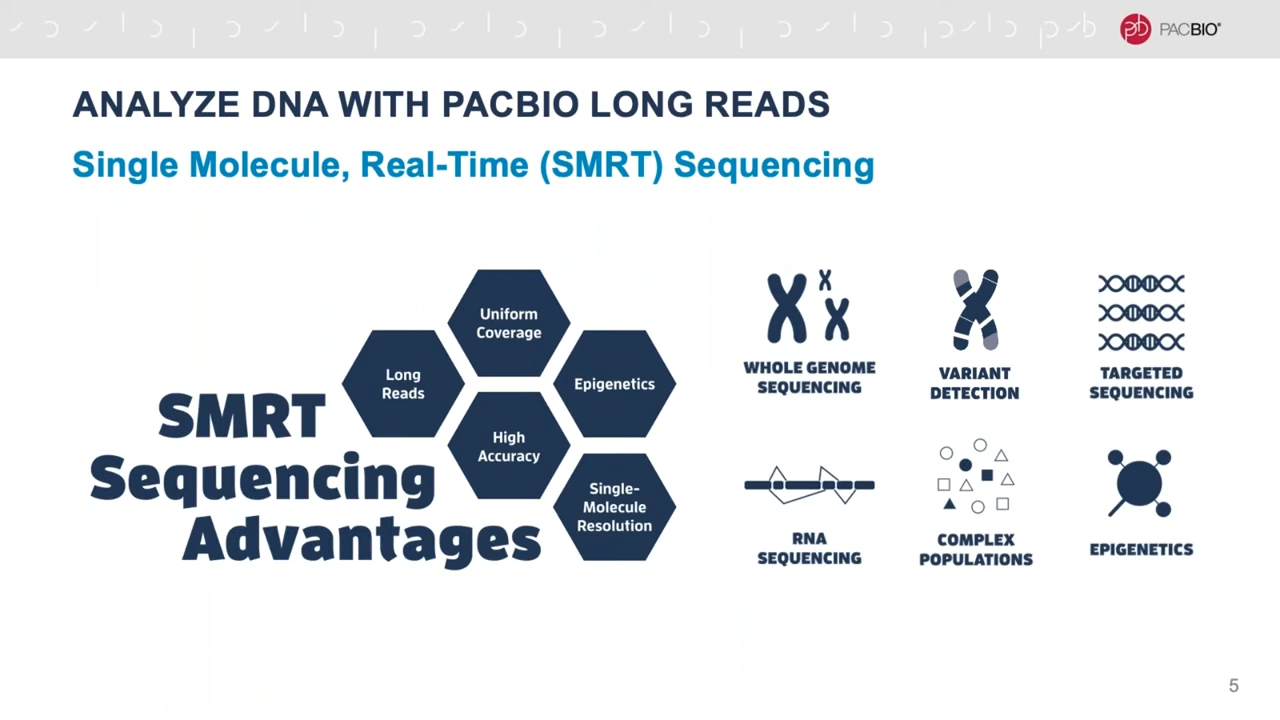 PACBIO®
ANALYZE DNA WITH PACBIO LONG READS
Single Molecule, Real-Time (SMRT) Sequencing
Uniform
Coverage
Long
Reads
Epigenetics
High
Accuracy
Single-
Molecule
Resolution
SMRT
Sequencing
Advantages
WHOLE GENOME
SEQUENCING
VARIANT
DETECTION
TARGETED
SEQUENCING
RNA
SEQUENCING
COMPLEX
POPULATIONS
EPIGENETICS
5